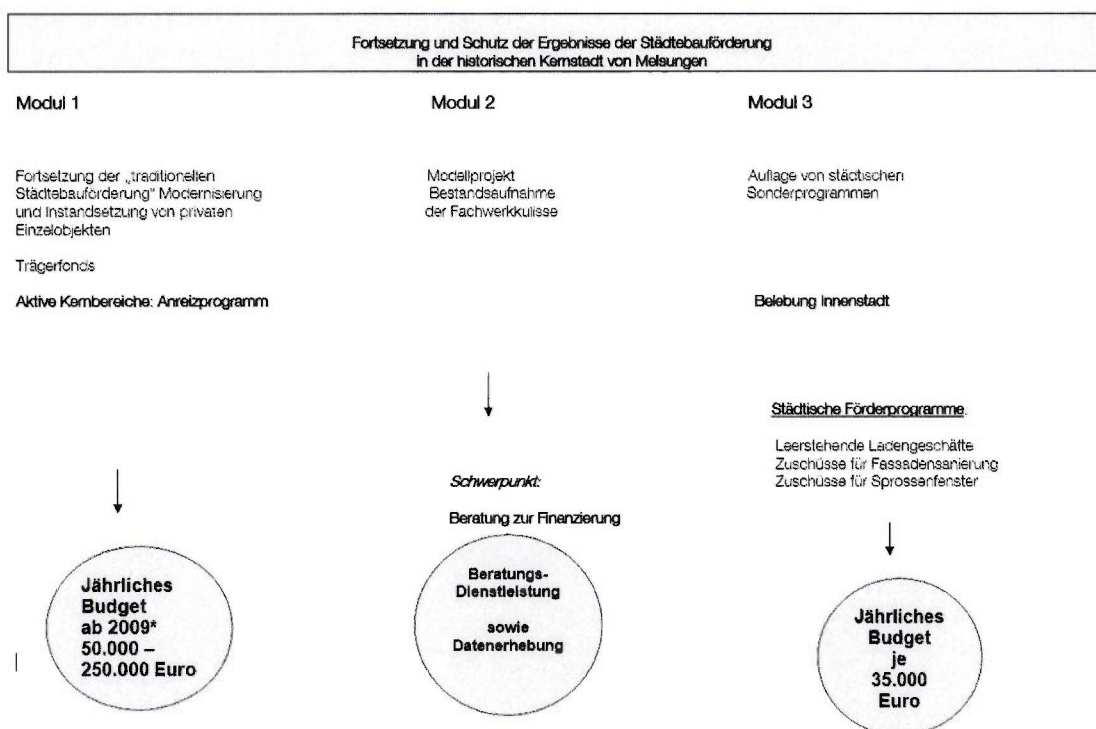 Fortsetzung und Schutz der Ergebnisse der Städtebauförderung
in der historischen Kernstadt von Melsungen
Modul 1
Fortsetzung der „traditionellen
Städtebauförderung" Modernisierung
und Instandsetzung von privaten
Einzelobjekten
Trägerfonds
Aktive Kernbereiche: Anreizprogramm
Jährliches
Budget
ab 2009*
50.000 –
250.000 Euro
Modul 2
Modellprojekt
Bestandsaufnahme
der Fachwerkkulisse
Schwerpunkt:
Beratung zur Finanzierung
Beratungs-
Dienstleistung
sowie
Datenerhebung
Modul 3
Auflage von städtischen
Sonderprogrammen
Belebung Innenstadt
Städtische Förderprogramme:
Leerstehende Ladengeschäfte
Zuschüsse für Fassadensanierung
Zuschüsse für Sprossenfenster
Jährliches
Budget
je
35.000
Euro